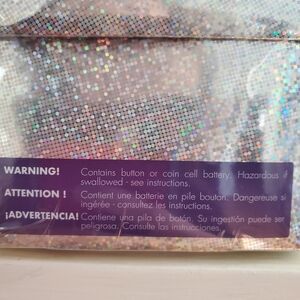 WARNING! Contains button or coin cell battery. Hazardous if
swallowed - see instructions.
ATTENTION ! Contient une batterie en pile bouton. Dangereuse si
ingérée - consultez les instructions.
¡ADVERTENCIA! Contiene una pila de botón. Su ingestión puede ser
peligrosa. Consulte las instrucciones.